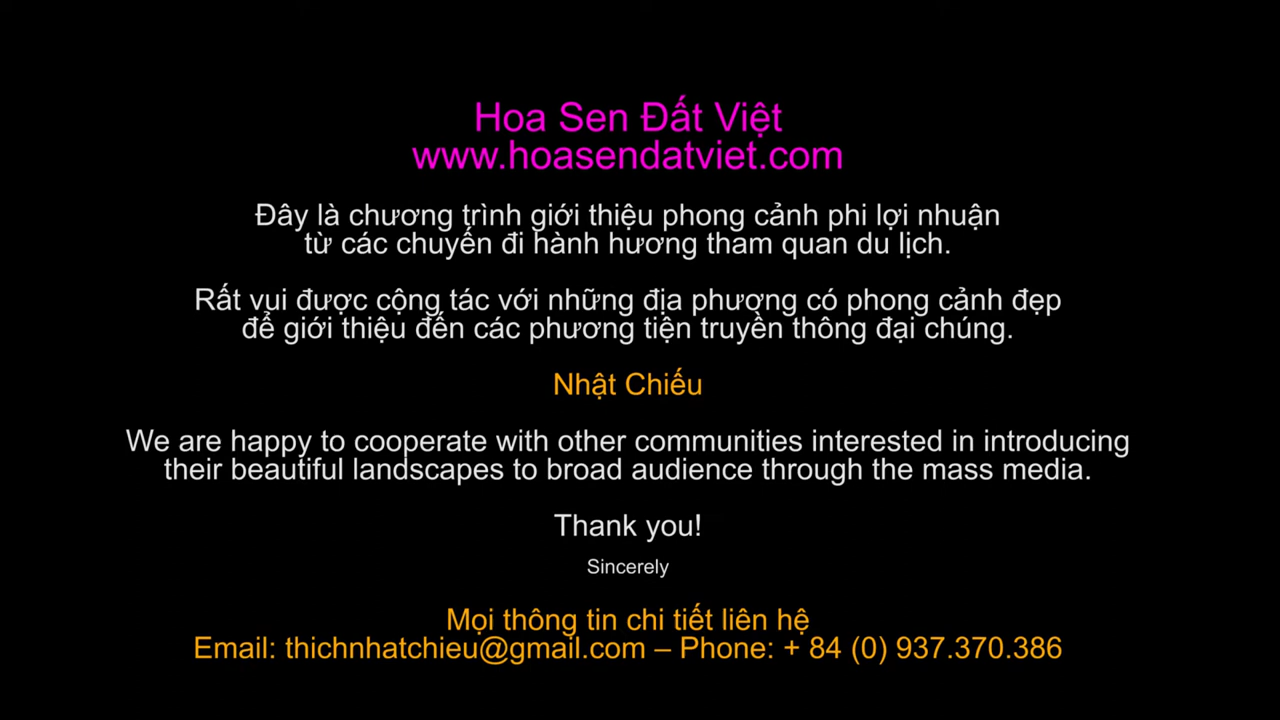 Hoa Sen Đất Việt
www.hoasendatviet.com
Đây là chương trình giới thiệu phong cảnh phi lợi nhuận
từ các chuyến đi hành hương tham quan du lịch.
Rất vui được cộng tác với những địa phương có phong cảnh đẹp
để giới thiệu đến các phương tiện truyền thông đại chúng.
Nhật Chiếu
We are happy to cooperate with other communities interested in introducing
their beautiful landscapes to broad audience through the mass media.
Thank you!
Sincerely
Mọi thông tin chi tiết liên hệ
Email: thichnhatchieu@gmail.com – Phone: + 84 (0) 937.370.386